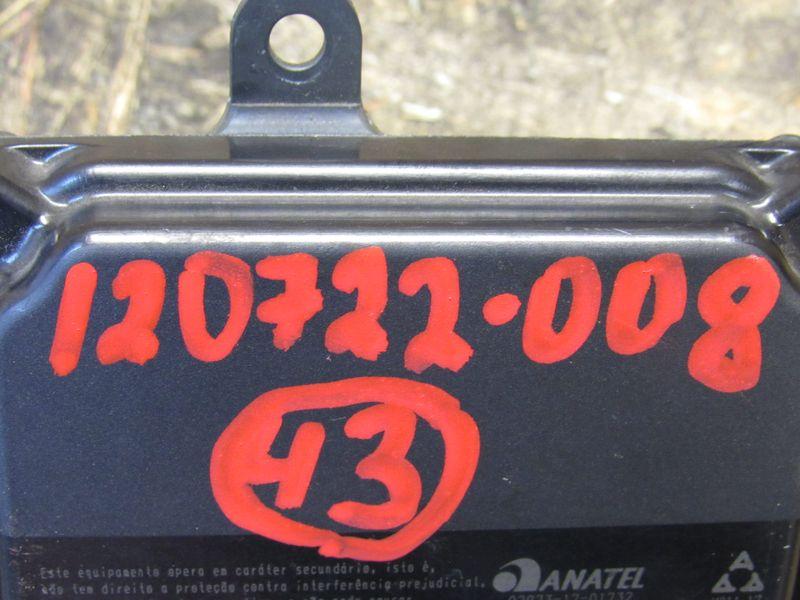 120722-008
43
Este equipamento opera em caráter secundário, isto é,
não tem direito a proteção contra interferência prejudicial,
ANATEL